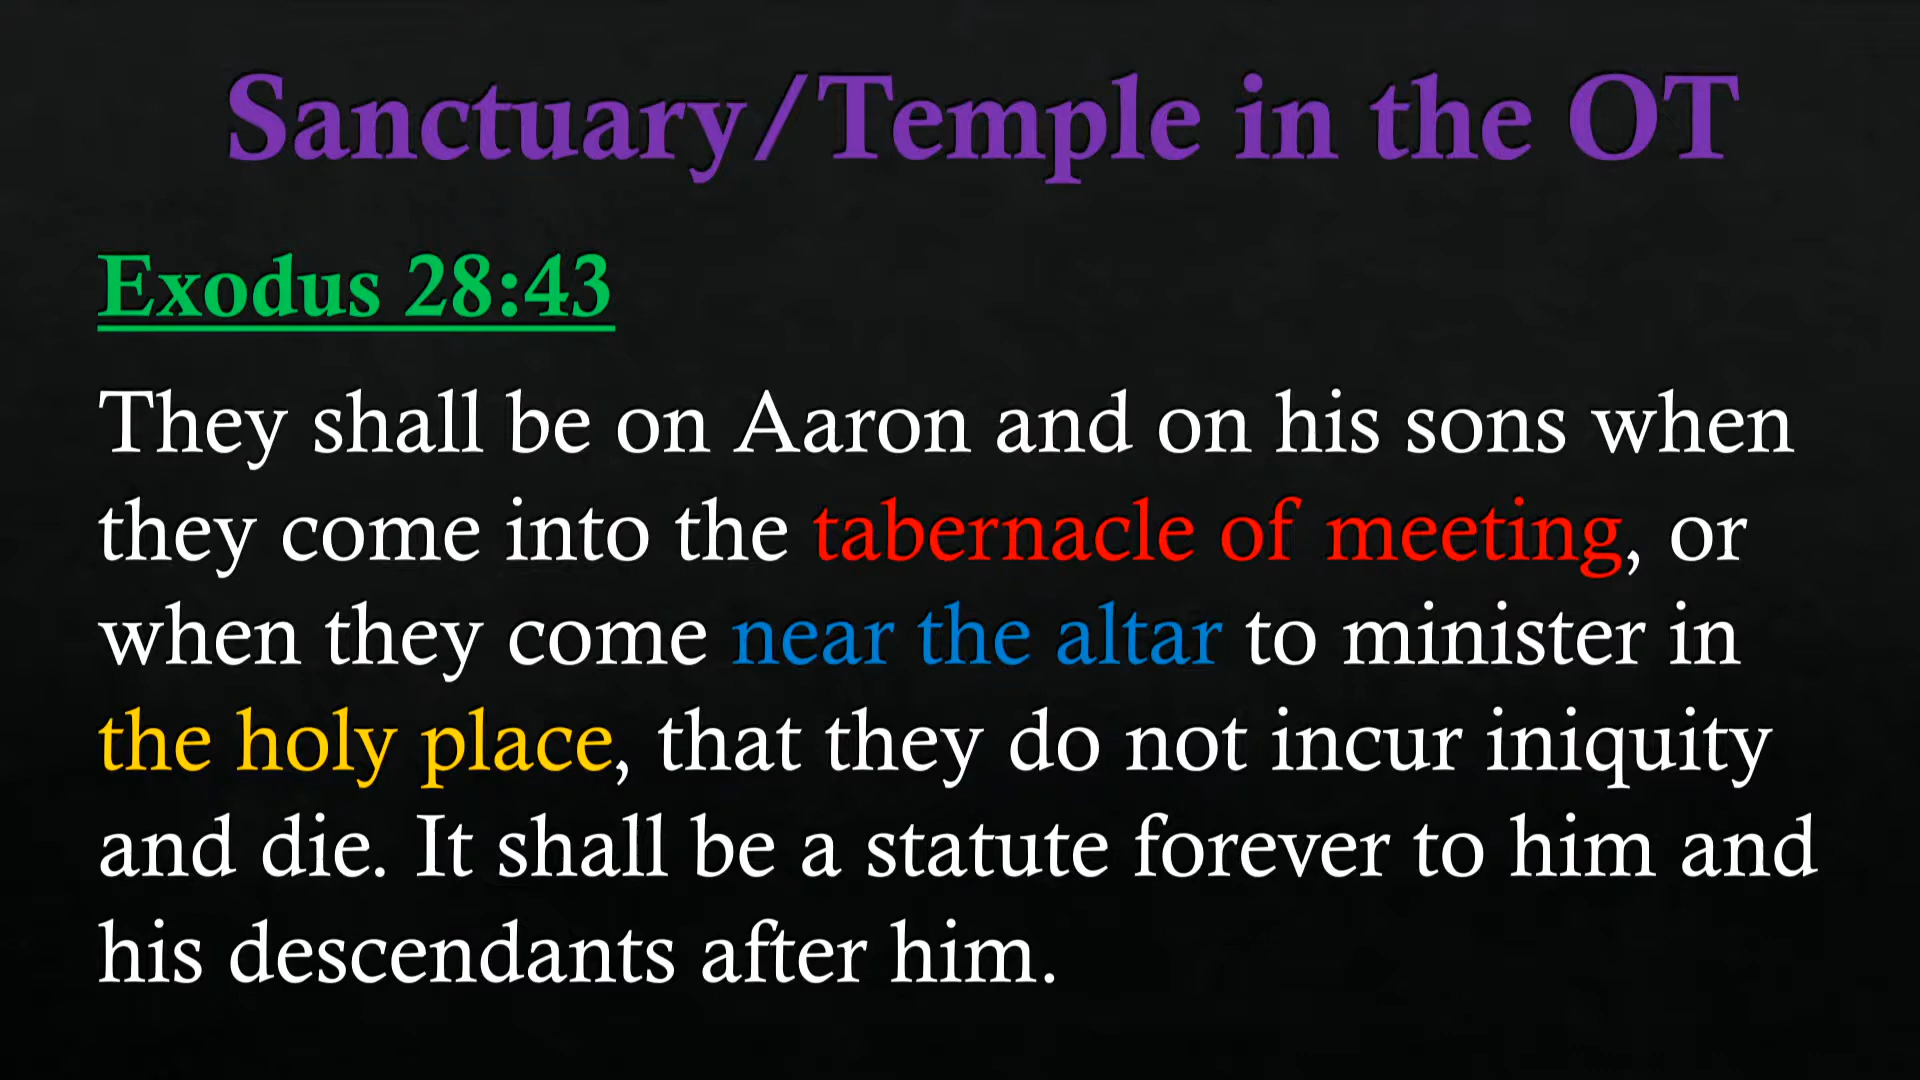 Sanctuary/Temple in the OT
Exodus 28:43
They shall be on Aaron and on his sons when
they come into the tabernacle of meeting, or
when they come near the altar to minister in
the holy place, that they do not incur iniquity
and die. It shall be a statute forever to him and
his descendants after him.